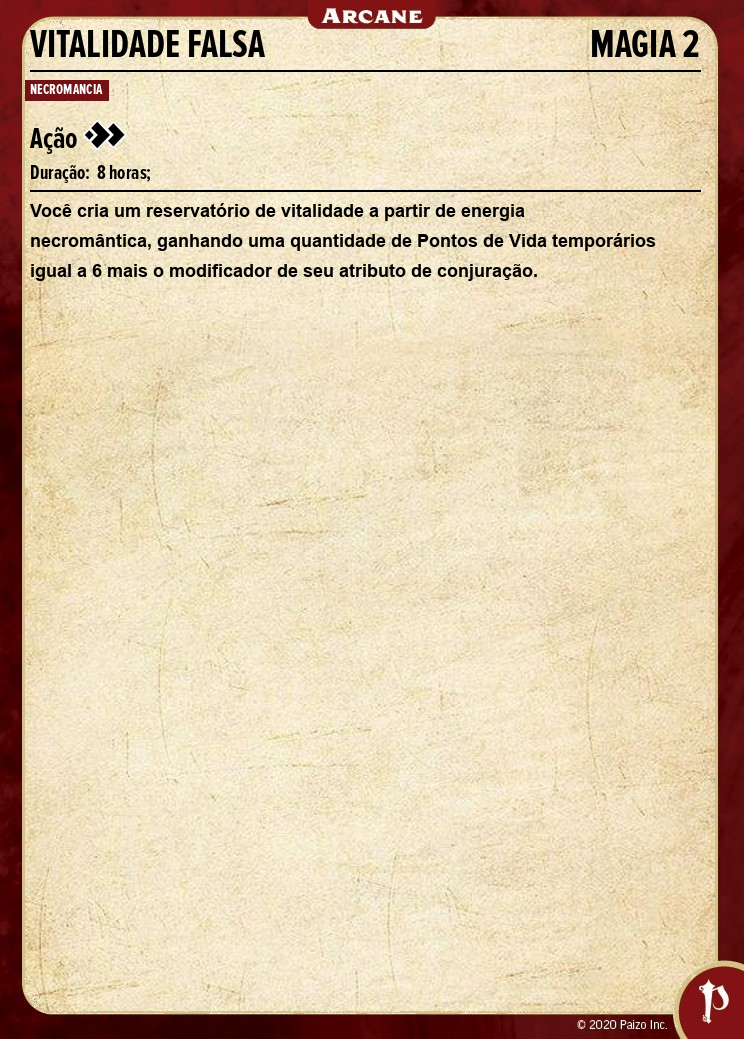 ARCANE
VITALIDADE FALSA MAGIA 2
NECROMANCIA
Ação
Duração: 8 horas;
Você cria um reservatório de vitalidade a partir de energia
necromântica, ganhando uma quantidade de Pontos de Vida temporários
igual a 6 mais o modificador de seu atributo de conjuração.
© 2020 Paizo Inc.
P